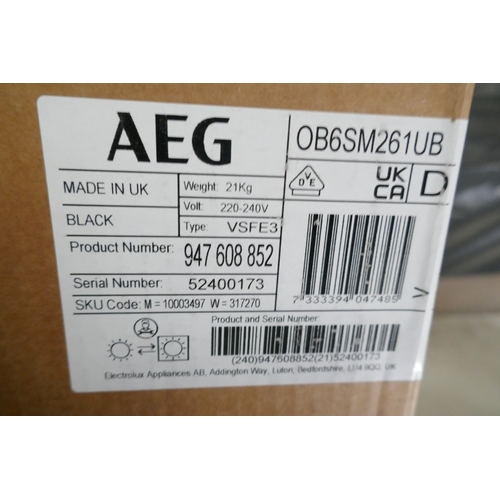 AEG
OB6SM261UB
MADE IN UK
Weight: 21Kg
Volt: 220-240V
BLACK
Type: VSFE3
VDE
UK
CA
D
Product Number: 947 608 852
Serial Number: 52400173
SKU Code: M = 10003497 W = 317270
7 333394 047485
>
Product and Serial Number
(240)947608852(21)52400173
Electrolux Appliances AB, Addington Way, Luton, Bedfordshire, LU4 9QQ, UK